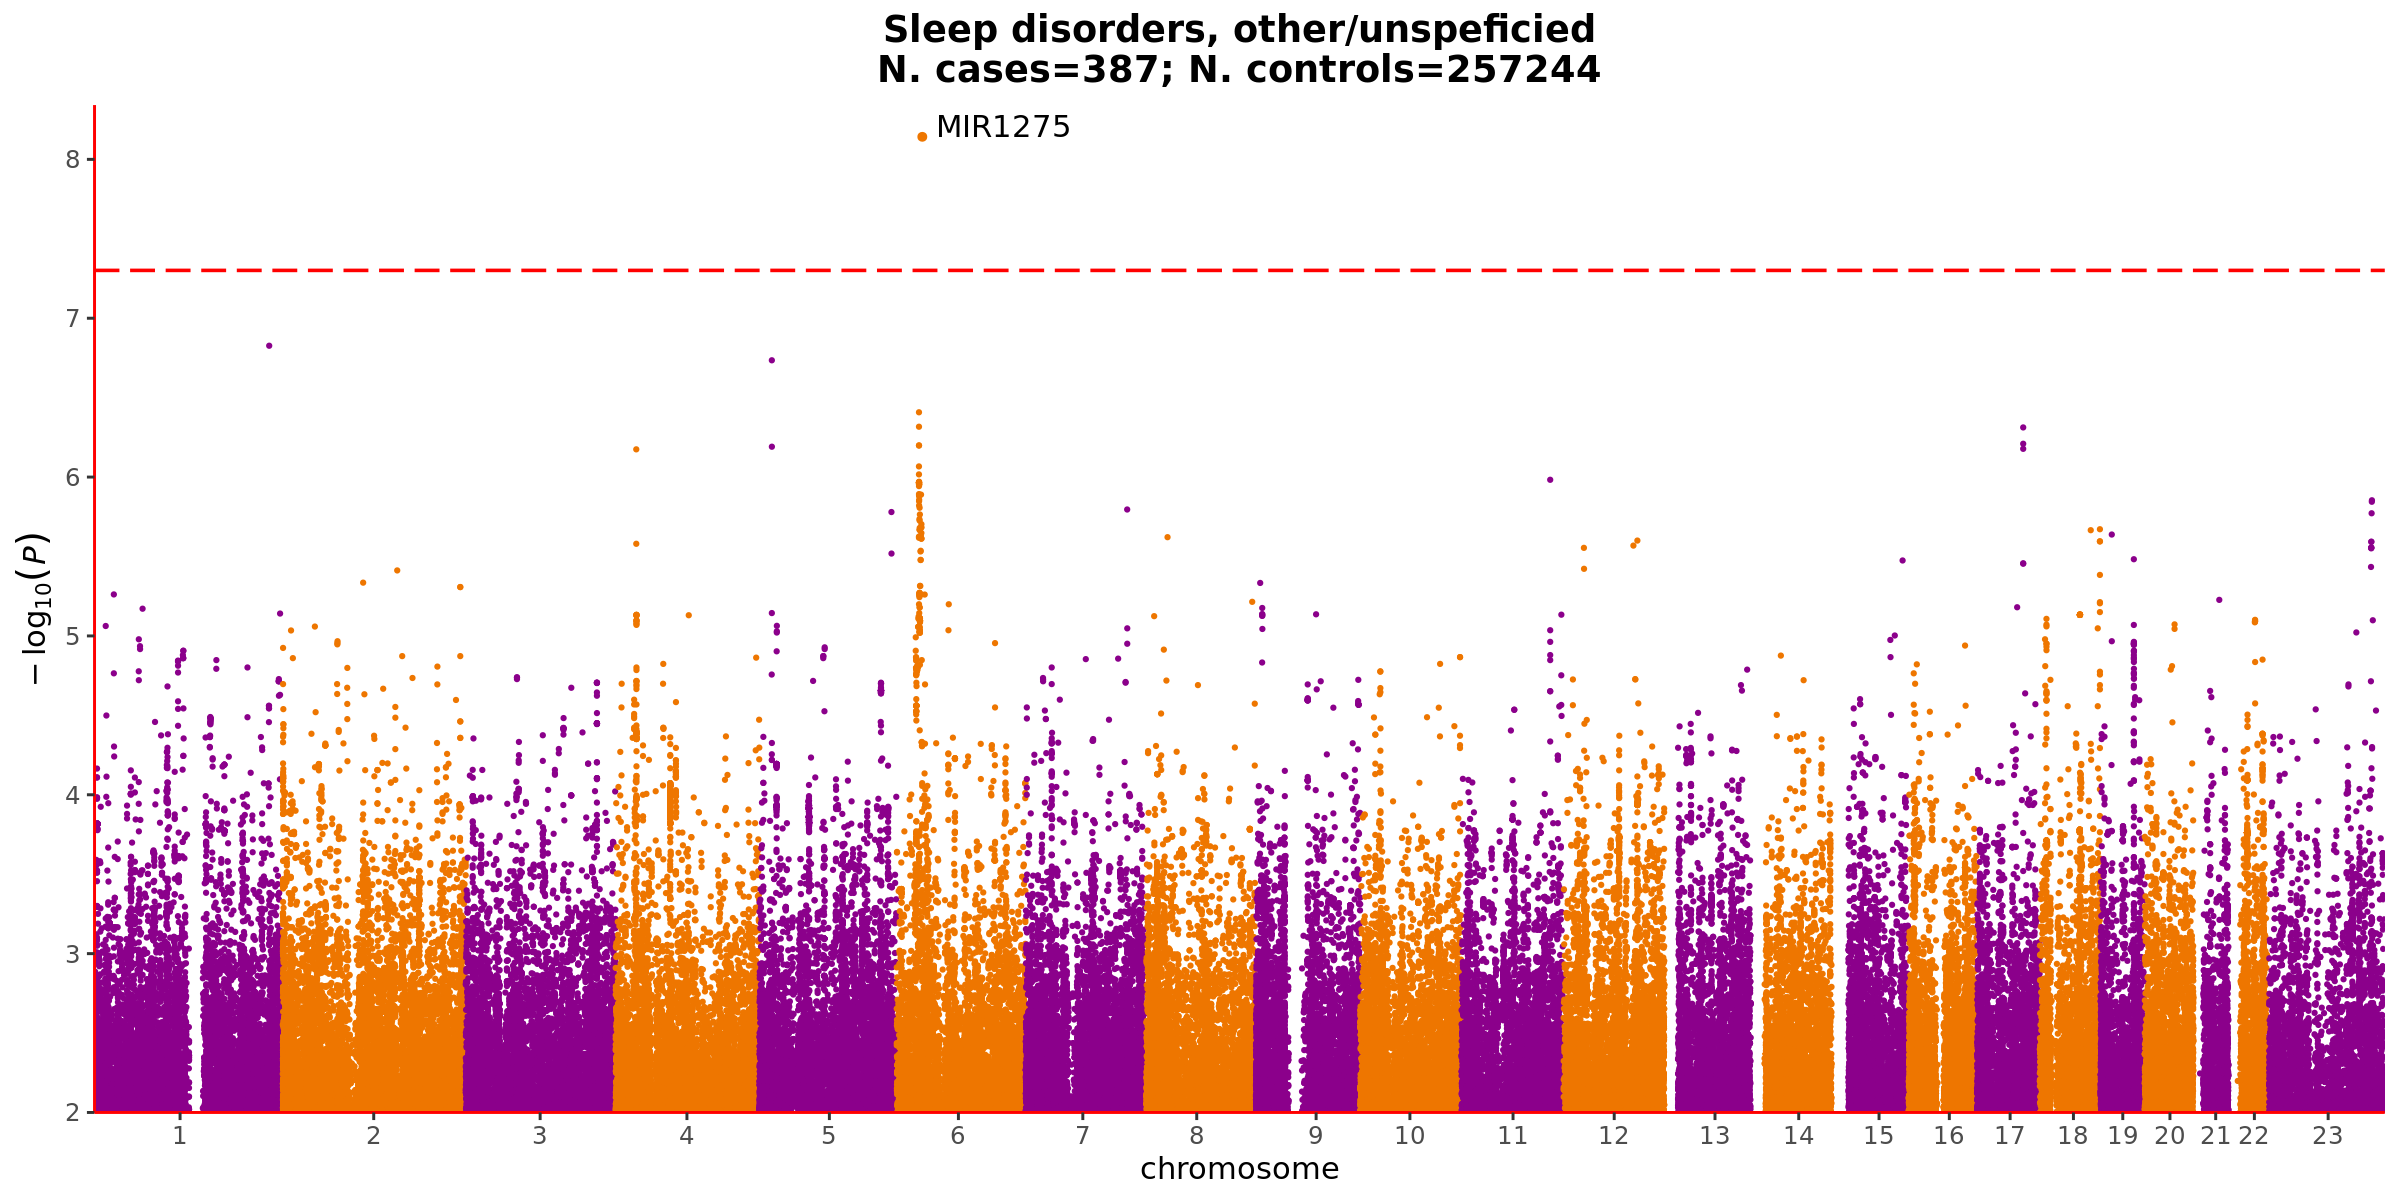 Sleep disorders, other/unspeficied
N. cases=387; N. controls=257244
MIR1275
8
7
6
5
4
3
2
−log10(P)
1 2 3 4 5 6 7 8 9 10 11 12 13 14 15 16 17 18 19 20 21 22 23
chromosome